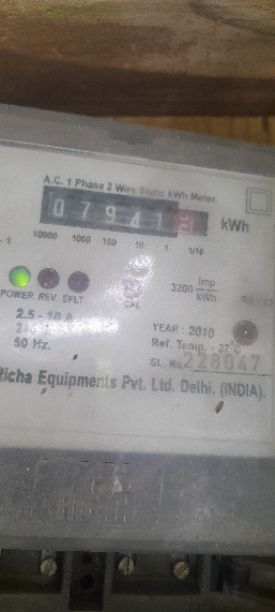 A.C. 1 Phase 2 Wire Static kWh Meter.
07941
kWh
10000 1000 100 10 1 1/10
3200 Imp/kWh
POWER REV EFLT
CAL
2.5 - 10 A
50 Hz.
YEARR : 2010
Ref. Temp. - 27°C
SL. No. 228047
Equipments Pvt. Ltd. Delhi, (INDIA).